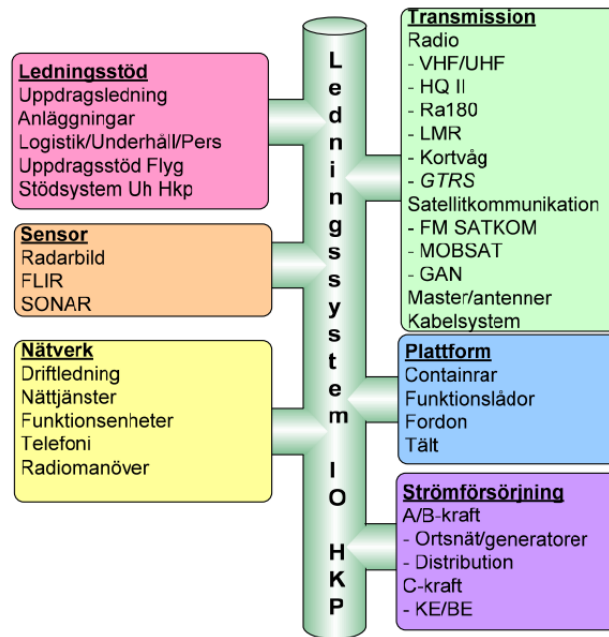 Ledningsstöd
Uppdragsledning
Anläggningar
Logistik/Underhåll/Pers
Uppdragsstöd Flyg
Stödsystem Uh Hkp
Sensor
Radarbild
FLIR
SONAR
Nätverk
Driftledning
Nättjänster
Funktionsenheter
Telefoni
Radiomanöver
Ledningssystem IO HKP
Transmission
Radio
- VHF/UHF
- HQ II
- Ra180
- LMR
- Kortvåg
- GTRS
Satellitkommunikation
- FM SATKOM
- MOBSAT
- GAN
Master/antenner
Kabelsystem
Plattform
Containrar
Funktionslådor
Fordon
Tält
Strömförsörjning
A/B-kraft
- Ortsnät/generatorer
- Distribution
C-kraft
- KE/BE